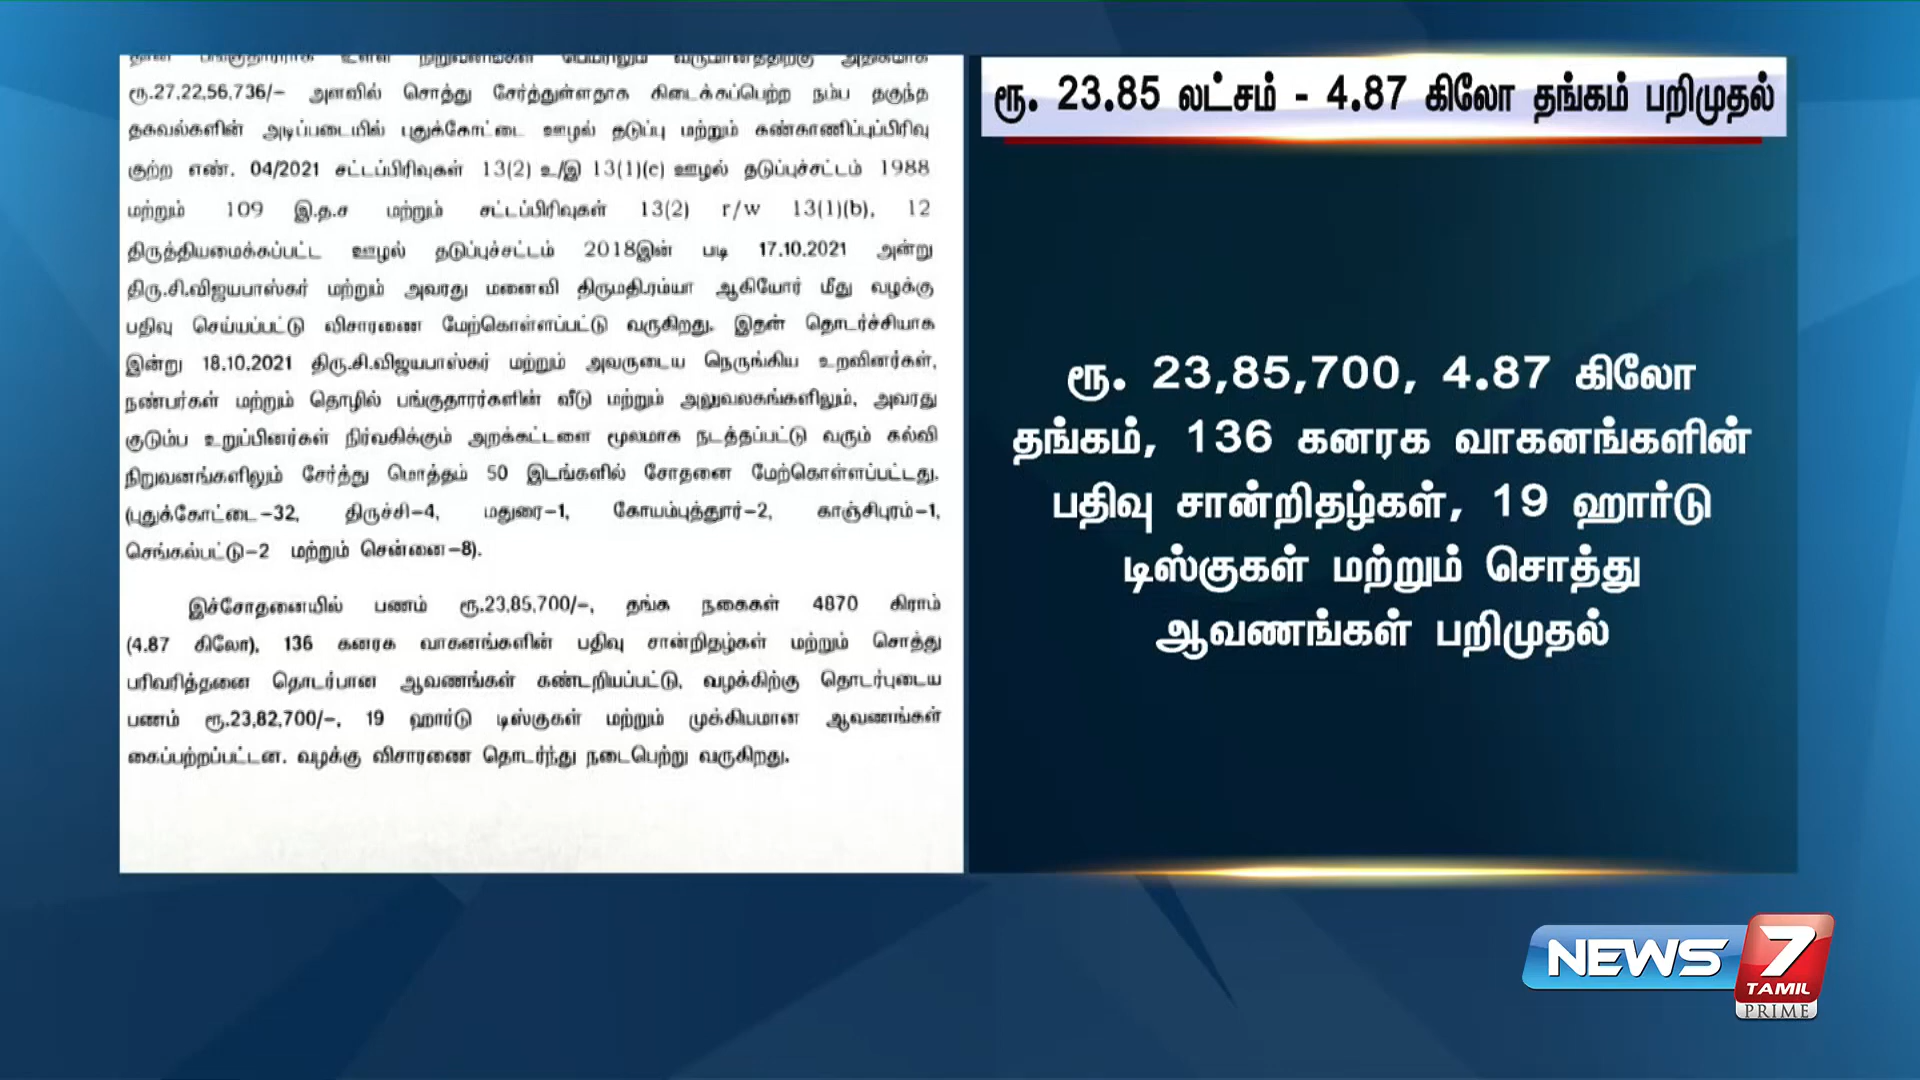 ரூ.27,22,56,736/- அளவில் சொத்து சேர்த்துள்ளதாக கிடைக்கப்பெற்ற நம்ப தகுந்த
தகவல்களின் அடிப்படையில் புதுக்கோட்டை ஊழல் தடுப்பு மற்றும் கண்காணிப்புப்பிரிவு
குற்ற எண். 04/2021 சட்டப்பிரிவுகள் 13(2) உ/இ 13(1)(e) ஊழல் தடுப்புச்சட்டம் 1988
மற்றும் 109 இ.த.ச மற்றும் சட்டப்பிரிவுகள் 13(2) r/w 13(1)(b), 12
திருத்தியமைக்கப்பட்ட ஊழல் தடுப்புச்சட்டம் 2018இன் படி 17.10.2021 அன்று
திரு.சி.விஜயபாஸ்கர் மற்றும் அவரது மனைவி திருமதி.ரம்யா ஆகியோர் மீது வழக்கு
பதிவு செய்யப்பட்டு விசாரணை மேற்கொள்ளப்பட்டு வருகிறது. இதன் தொடர்ச்சியாக
இன்று 18.10.2021 திரு.சி.விஜயபாஸ்கர் மற்றும் அவருடைய நெருங்கிய உறவினர்கள்,
நண்பர்கள் மற்றும் தொழில் பங்குதாரர்களின் வீடு மற்றும் அலுவலகங்களிலும், அவரது
குடும்ப உறுப்பினர்கள் நிர்வகிக்கும் அறக்கட்டளை மூலமாக நடத்தப்பட்டு வரும் கல்வி
நிறுவனங்களிலும் சேர்த்து மொத்தம் 50 இடங்களில் சோதனை மேற்கொள்ளப்பட்டது.
(புதுக்கோட்டை-32, திருச்சி-4, மதுரை-1, கோயம்புத்தூர்-2, காஞ்சிபுரம்-1,
செங்கல்பட்டு-2 மற்றும் சென்னை-8).
இச்சோதனையில் பணம் ரூ.23,85,700/-, தங்க நகைகள் 4870 கிராம்
(4.87 கிலோ), 136 கனரக வாகனங்களின் பதிவு சான்றிதழ்கள் மற்றும் சொத்து
பரிவர்த்தனை தொடர்பான ஆவணங்கள் கண்டறியப்பட்டு, வழக்கிற்கு தொடர்புடைய
பணம் ரூ.23,82,700/-, 19 ஹார்டு டிஸ்குகள் மற்றும் முக்கியமான ஆவணங்கள்
கைப்பற்றப்பட்டன. வழக்கு விசாரணை தொடர்ந்து நடைபெற்று வருகிறது.
ரூ. 23.85 லட்சம் - 4.87 கிலோ தங்கம் பறிமுதல்
ரூ. 23,85,700, 4.87 கிலோ
தங்கம், 136 கனரக வாகனங்களின்
பதிவு சான்றிதழ்கள், 19 ஹார்டு
டிஸ்குகள் மற்றும் சொத்து
ஆவணங்கள் பறிமுதல்
NEWS 7
TAMIL
PRIME